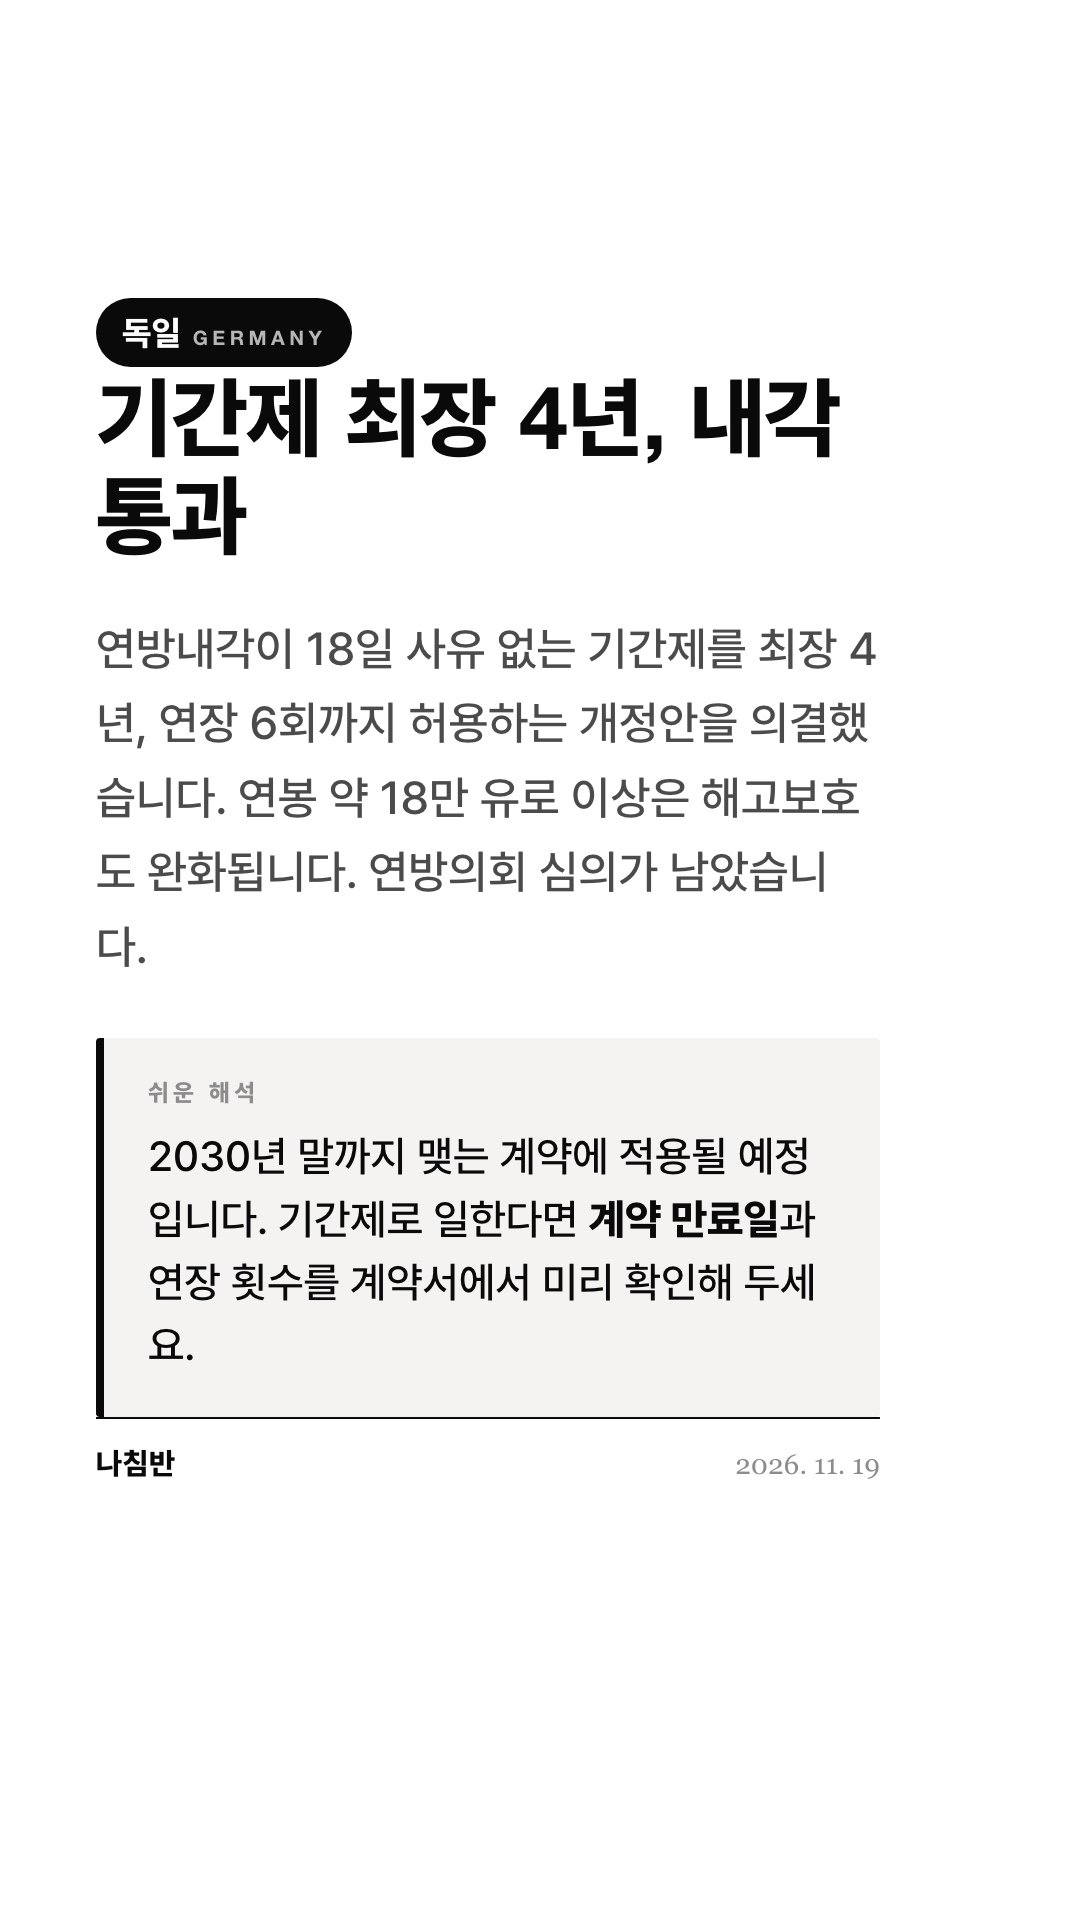 독일 GERMANY
기간제 최장 4년, 내각
통과
연방내각이 18일 사유 없는 기간제를 최장 4
년, 연장 6회까지 허용하는 개정안을 의결했
습니다. 연봉 약 18만 유로 이상은 해고보호
도 완화됩니다. 연방의회 심의가 남았습니
다.
쉬운 해석
2030년 말까지 맺는 계약에 적용될 예정
입니다. 기간제로 일한다면 계약 만료일과
연장 횟수를 계약서에서 미리 확인해 두세
요.
나침반 2026. 11. 19